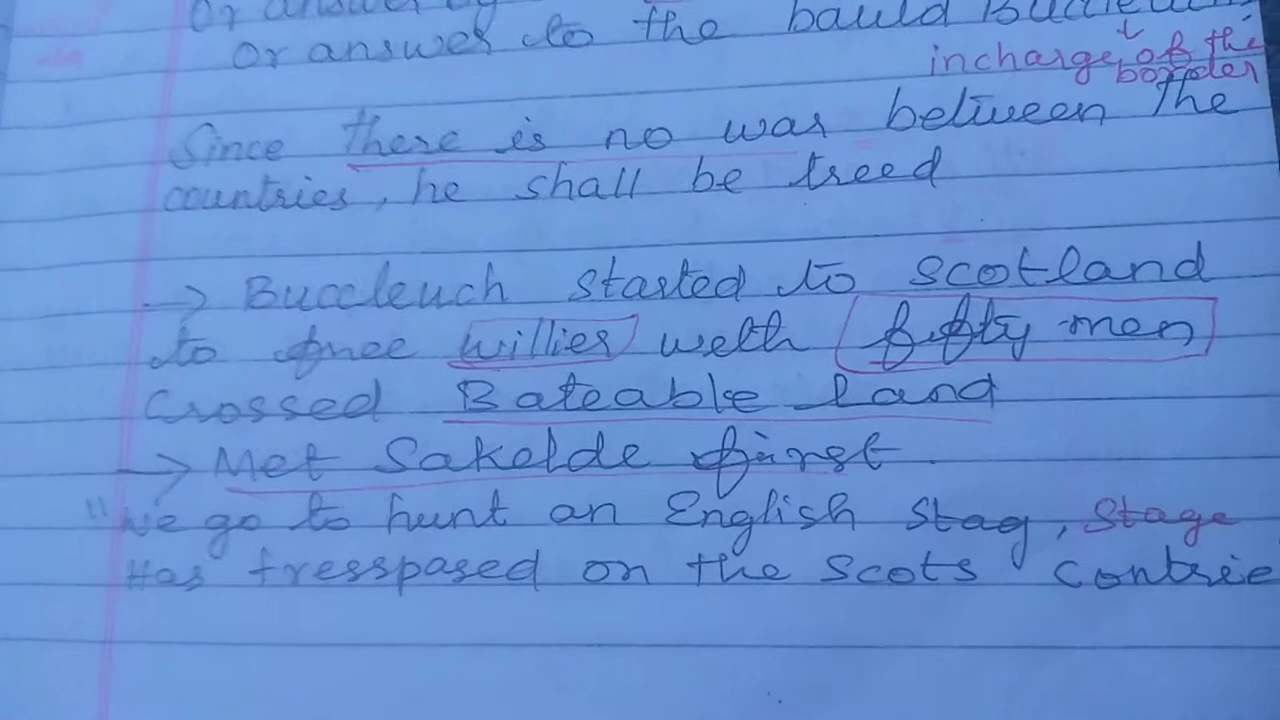 or answer to the bauld
incharge of the
border
Since there is no war between the
countries, he shall be freed
→ Buccleuch started to Scotland
to free willies with fifty men
Crossed Bateable land
→ Met Sakelde first.
"We go to hunt an English stag, Stage
Has tresspased on the Scots Contrie